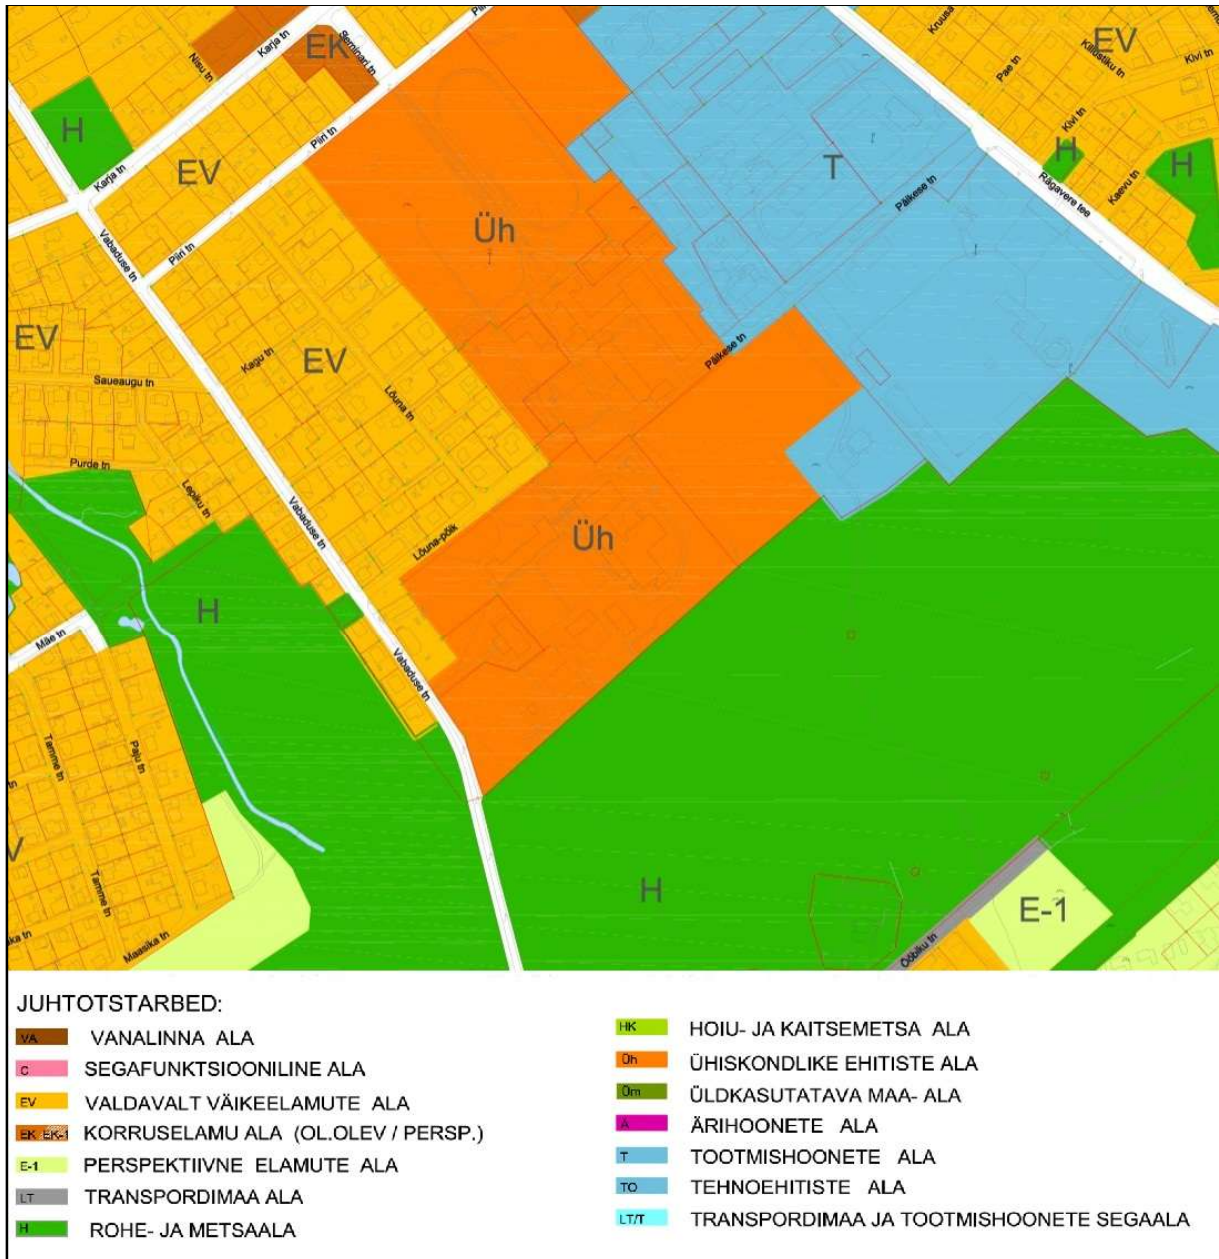 Kruusa
Karja tn
EK
Seminari tn
Piiri tn
EV
Killustiku tn
Kivi tn
Nisu tn
Pae tn
H
Kivi tn
Piiri tn
H
H
EV
Karja tn
T
Päikese tn
Rägavere tee
Kaevu tn
Üh
Vabaduse tn
Piiri tn
EV
EV
Kagu tn
Päikese tn
Saueaugu tn
Lõuna tn
Purde tn
Lepiku tn
Vabaduse tn
Lõuna-põik
Üh
H
Mäe tn
Vabaduse tn
Tamme tn
Paju tn
H
E-1
Tamme tn
Maasika tn
Ööbiku tn
JUHTOTSTARBED:
VA VANALINNA ALA
C SEGAFUNKTSIOONILINE ALA
EV VALDAVALT VÄIKEELAMUTE ALA
EK EK-1 KORRUSELAMU ALA (OL.OLEV / PERSP.)
E-1 PERSPEKTIIVNE ELAMUTE ALA
LT TRANSPORDIMAA ALA
H ROHE- JA METSAALA
HK HOIU- JA KAITSEMETSA ALA
Üh ÜHISKONDLIKE EHITISTE ALA
Üm ÜLDKASUTATAVA MAA- ALA
Ä ÄRIHOONETE ALA
T TOOTMISHOONETE ALA
TO TEHNOEHITISTE ALA
LT/T TRANSPORDIMAA JA TOOTMISHOONETE SEGAALA